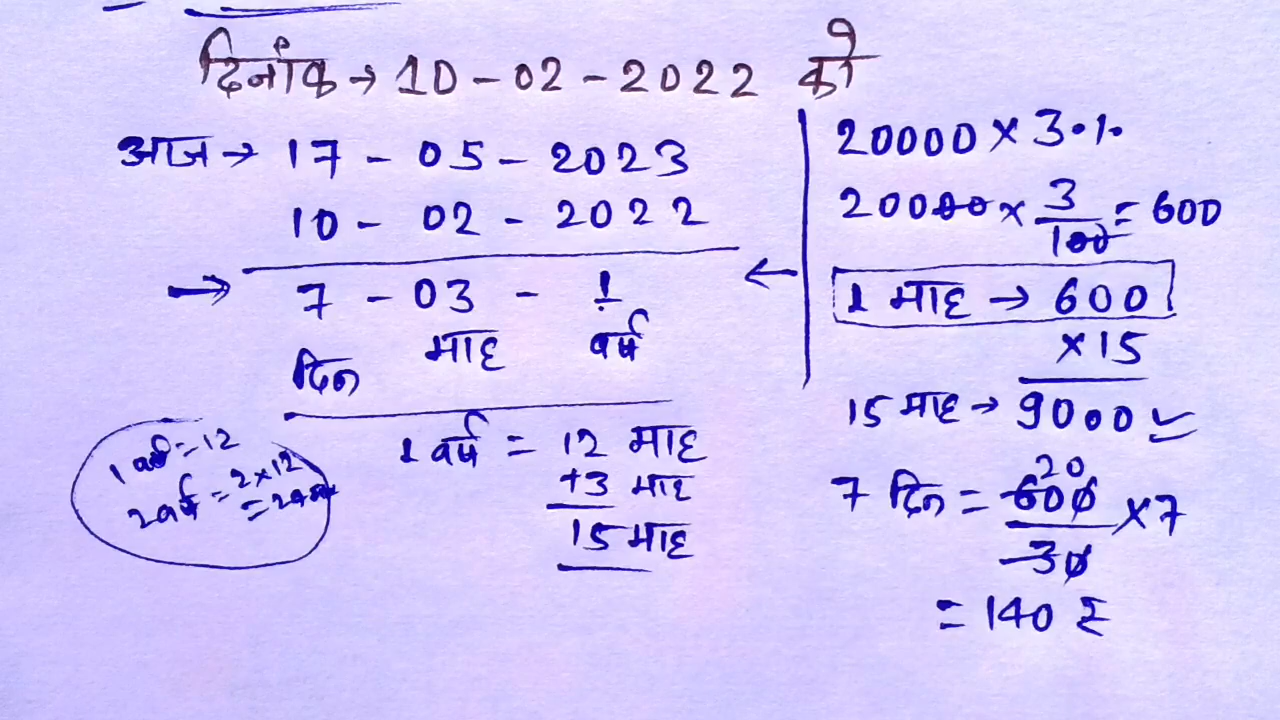 दिनांक → 10-02-2022 को
आज → 17 - 05 - 2023
10 - 02 - 2022
→ 7 - 03 - 1
दिन माह वर्ष
1 वर्ष = 12 माह
+3 माह
15 माह
1 वर्ष = 12
2 वर्ष = 2×12
= 24
←
20000 × 3%
20000 × 3/100 = 600
1 माह → 600
×15
15 माह → 9000 ✓
7 दिन = 600/30 × 7
20
= 140 ₹